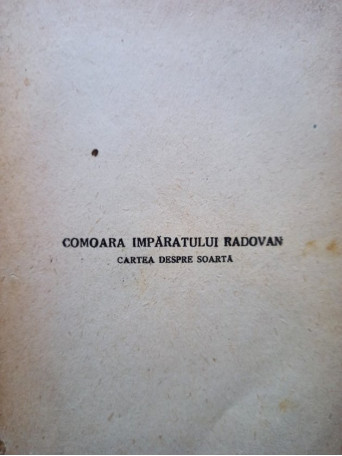 COMOARA IMPĂRATULUI RADOVAN
CARTEA DESPRE SOARTĂ